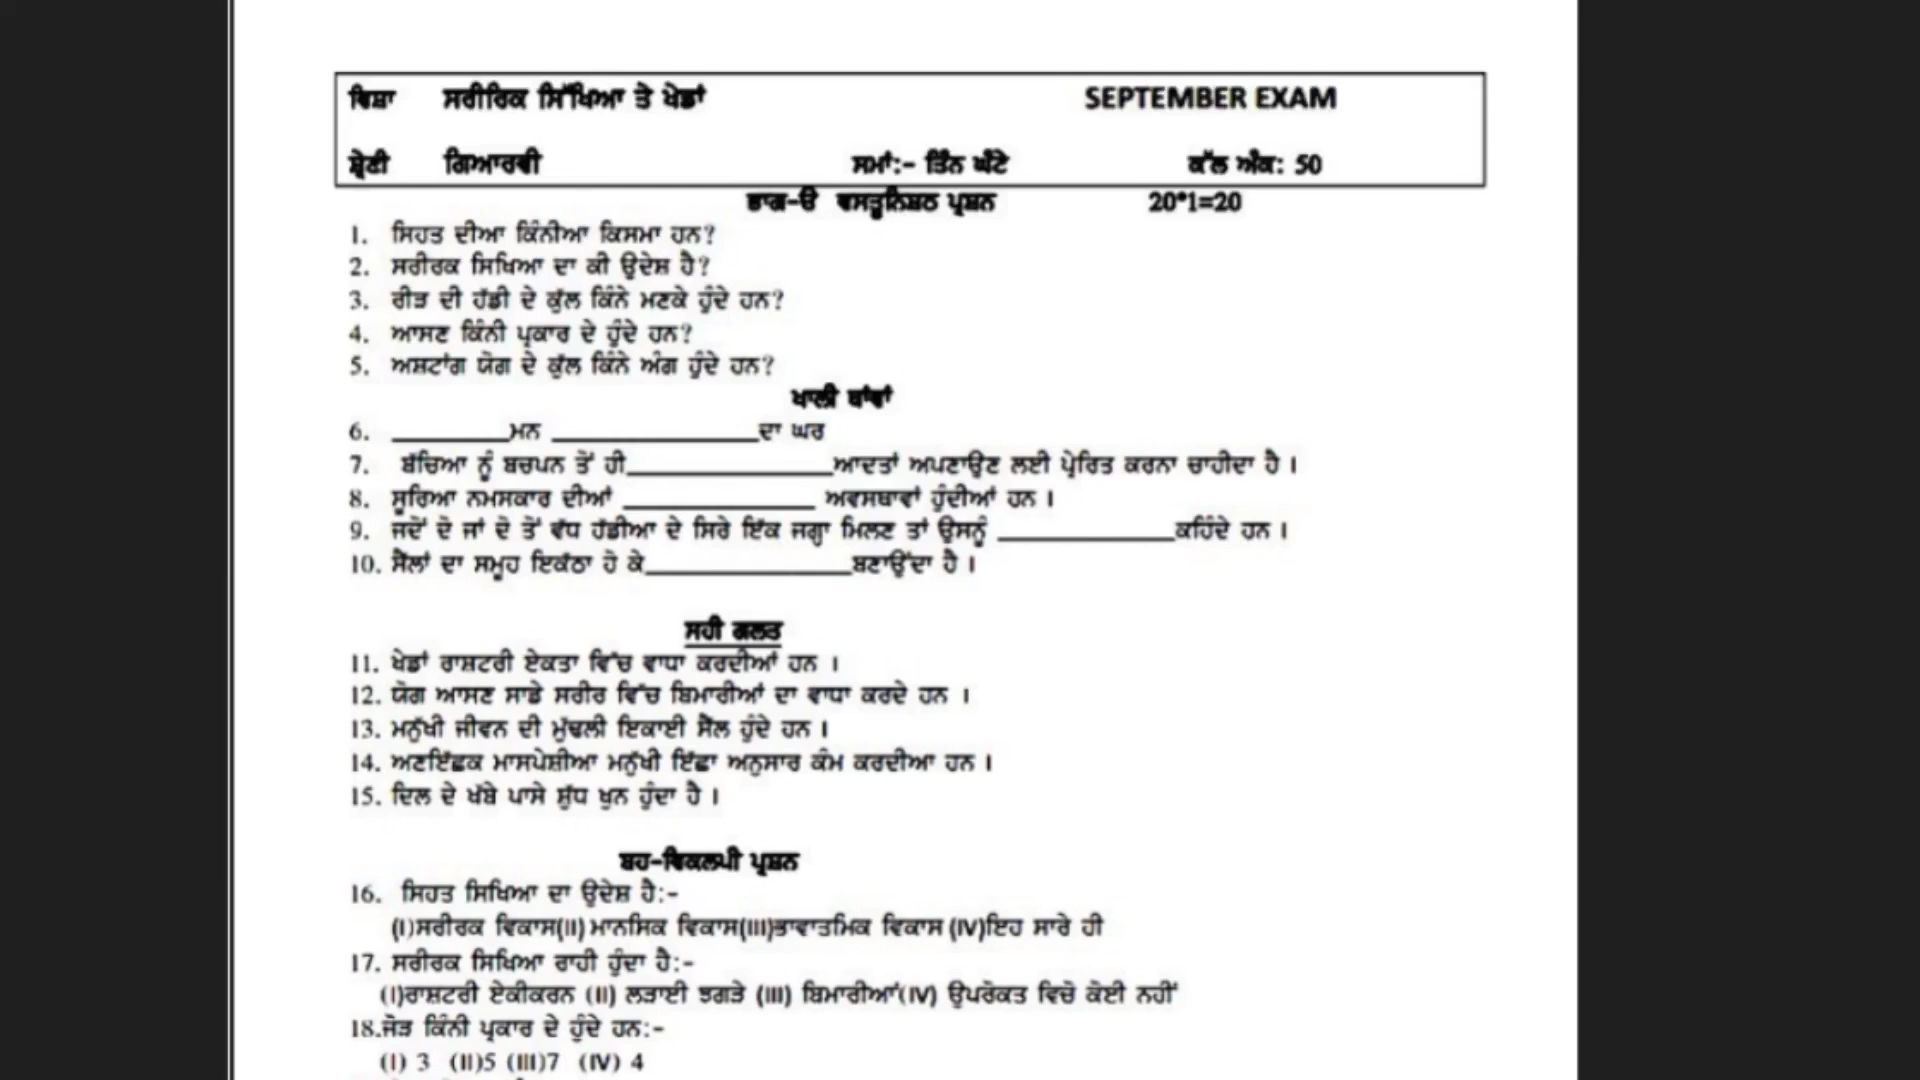 ਵਿਸ਼ਾ ਸਰੀਰਿਕ ਸਿੱਖਿਆ ਤੇ ਖੇਡਾਂ SEPTEMBER EXAM
ਸ਼੍ਰੇਣੀ ਗਿਆਰਵੀ ਸਮਾਂ:- ਤਿੰਨ ਘੰਟੇ ਕੱਲ ਅੰਕ: 50
ਭਾਗ-ੳ ਵਸਤੂਨਿਸ਼ਠ ਪ੍ਰਸ਼ਨ 20*1=20
1. ਸਿਹਤ ਦੀਆ ਕਿੰਨੀਆ ਕਿਸਮਾ ਹਨ?
2. ਸਰੀਰਕ ਸਿਖਿਆ ਦਾ ਕੀ ਉਦੇਸ਼ ਹੈ?
3. ਰੀੜ ਦੀ ਹੱਡੀ ਦੇ ਕੁੱਲ ਕਿੰਨੇ ਮਣਕੇ ਹੁੰਦੇ ਹਨ?
4. ਆਸਣ ਕਿੰਨੀ ਪ੍ਰਕਾਰ ਦੇ ਹੁੰਦੇ ਹਨ?
5. ਅਸ਼ਟਾਂਗ ਯੋਗ ਦੇ ਕੁੱਲ ਕਿੰਨੇ ਅੰਗ ਹੁੰਦੇ ਹਨ?
ਖਾਲੀ ਥਾਂਵਾਂ
6. ________ਮਨ ______________ਦਾ ਘਰ
7. ਬੱਚਿਆ ਨੂੰ ਬਚਪਨ ਤੋਂ ਹੀ______________ਆਦਤਾਂ ਅਪਣਾਉਣ ਲਈ ਪ੍ਰੇਰਿਤ ਕਰਨਾ ਚਾਹੀਦਾ ਹੈ ।
8. ਸੂਰਿਆ ਨਮਸਕਾਰ ਦੀਆਂ _____________ ਅਵਸਥਾਵਾਂ ਹੁੰਦੀਆਂ ਹਨ ।
9. ਜਦੋਂ ਦੋ ਜਾਂ ਦੋ ਤੋਂ ਵੱਧ ਹੱਡੀਆ ਦੇ ਸਿਰੇ ਇੱਕ ਜਗ੍ਹਾ ਮਿਲਣ ਤਾਂ ਉਸਨੂੰ ____________ਕਹਿੰਦੇ ਹਨ ।
10. ਸੈੱਲਾਂ ਦਾ ਸਮੂਹ ਇਕੱਠਾ ਹੋ ਕੇ______________ਬਣਾਉਂਦਾ ਹੈ ।
ਸਹੀ ਗਲਤ
11. ਖੇਡਾਂ ਰਾਸ਼ਟਰੀ ਏਕਤਾ ਵਿੱਚ ਵਾਧਾ ਕਰਦੀਆਂ ਹਨ ।
12. ਯੋਗ ਆਸਣ ਸਾਡੇ ਸਰੀਰ ਵਿੱਚ ਬਿਮਾਰੀਆਂ ਦਾ ਵਾਧਾ ਕਰਦੇ ਹਨ ।
13. ਮਨੁੱਖੀ ਜੀਵਨ ਦੀ ਮੁੱਢਲੀ ਇਕਾਈ ਸੈੱਲ ਹੁੰਦੇ ਹਨ ।
14. ਅਣਇੱਛਕ ਮਾਸਪੇਸ਼ੀਆ ਮਨੁੱਖੀ ਇੱਛਾ ਅਨੁਸਾਰ ਕੰਮ ਕਰਦੀਆ ਹਨ ।
15. ਦਿਲ ਦੇ ਖੱਬੇ ਪਾਸੇ ਸ਼ੁੱਧ ਖੂਨ ਹੁੰਦਾ ਹੈ ।
ਬਹੁ-ਵਿਕਲਪੀ ਪ੍ਰਸ਼ਨ
16. ਸਿਹਤ ਸਿਖਿਆ ਦਾ ਉਦੇਸ਼ ਹੈ:-
(I)ਸਰੀਰਕ ਵਿਕਾਸ(II) ਮਾਨਸਿਕ ਵਿਕਾਸ(III)ਭਾਵਾਤਮਿਕ ਵਿਕਾਸ (IV)ਇਹ ਸਾਰੇ ਹੀ
17. ਸਰੀਰਕ ਸਿਖਿਆ ਰਾਹੀ ਹੁੰਦਾ ਹੈ:-
(I)ਰਾਸ਼ਟਰੀ ਏਕੀਕਰਨ (II) ਲੜਾਈ ਝਗੜੇ (III) ਬਿਮਾਰੀਆਂ(IV) ਉਪਰੋਕਤ ਵਿਚੋ ਕੋਈ ਨਹੀਂ
18.ਜੋੜ ਕਿੰਨੀ ਪ੍ਰਕਾਰ ਦੇ ਹੁੰਦੇ ਹਨ:-
(I) 3 (II)5 (III)7 (IV) 4